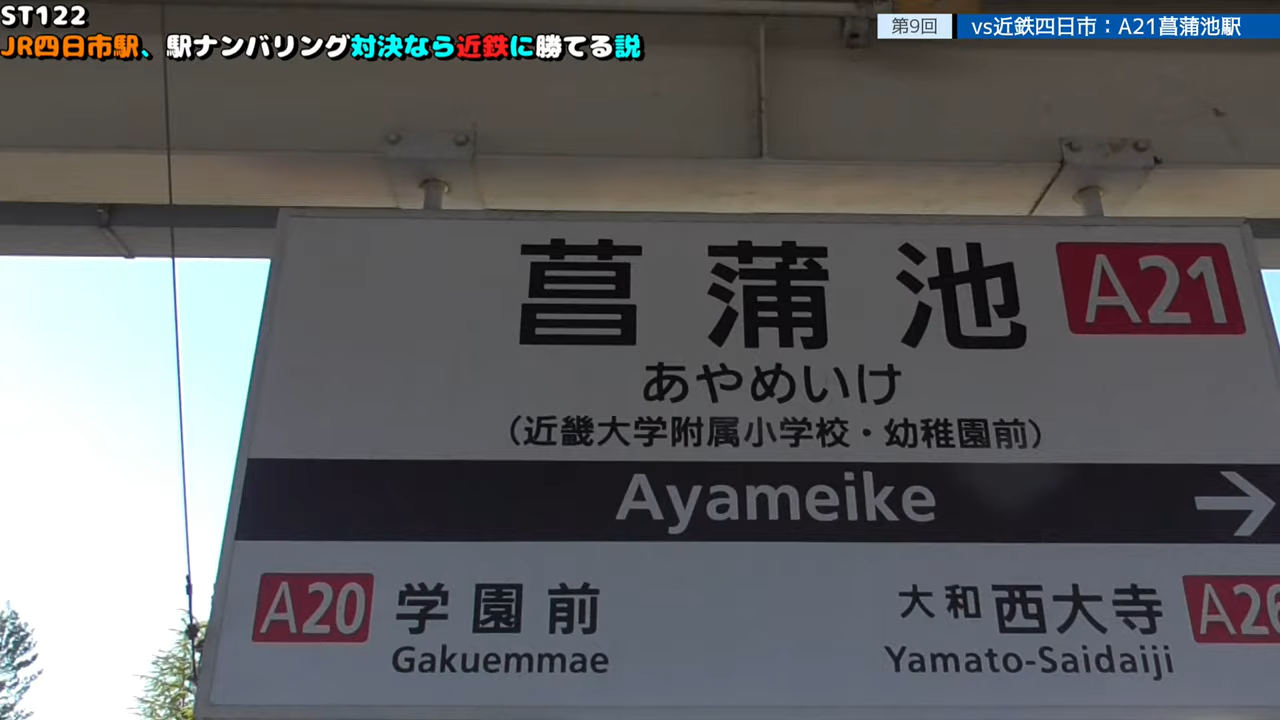 ST122
JR四日市駅、駅ナンバリング対決なら近鉄に勝てる説
第9回 vs近鉄四日市：A21菖蒲池駅
菖蒲池 A21
あやめいけ
（近畿大学附属小学校・幼稚園前）
Ayameike →
A20 学園前 大和西大寺 A26
Gakuemmae Yamato-Saidaiji